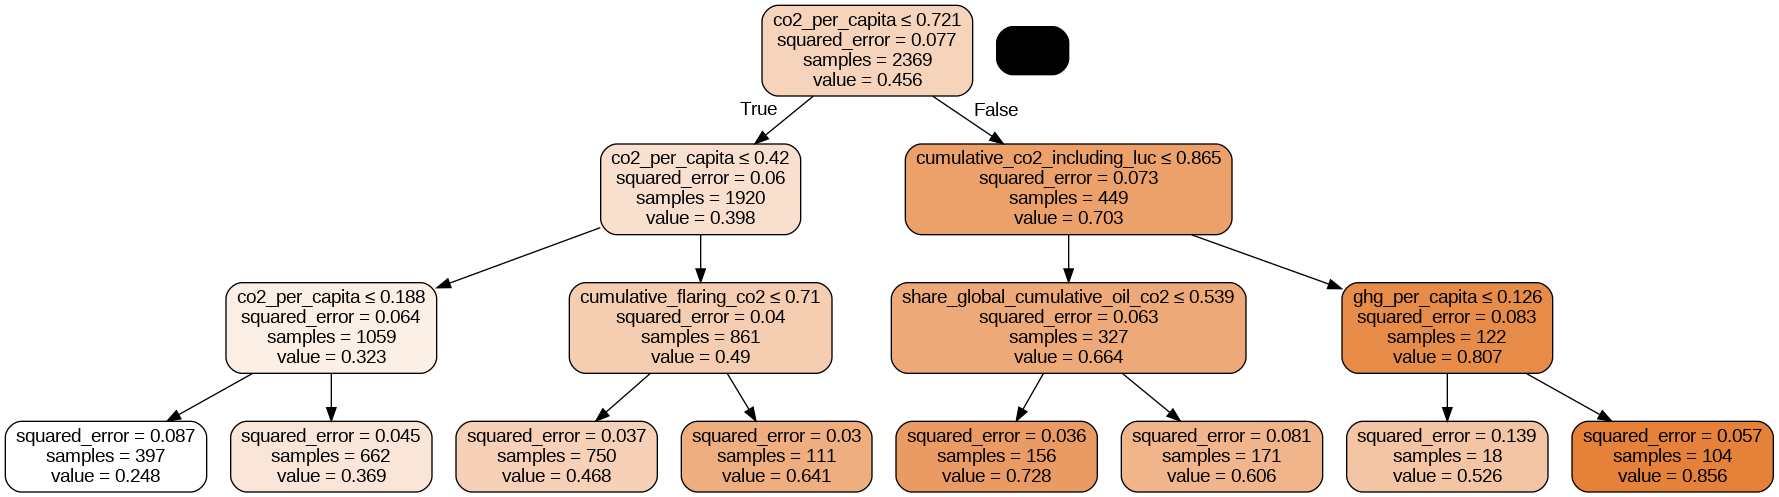 co2_per_capita ≤ 0.721
squared_error = 0.077
samples = 2369
value = 0.456
True
False
co2_per_capita ≤ 0.42
squared_error = 0.06
samples = 1920
value = 0.398
cumulative_co2_including_luc ≤ 0.865
squared_error = 0.073
samples = 449
value = 0.703
co2_per_capita ≤ 0.188
squared_error = 0.064
samples = 1059
value = 0.323
cumulative_flaring_co2 ≤ 0.71
squared_error = 0.04
samples = 861
value = 0.49
share_global_cumulative_oil_co2 ≤ 0.539
squared_error = 0.063
samples = 327
value = 0.664
ghg_per_capita ≤ 0.126
squared_error = 0.083
samples = 122
value = 0.807
squared_error = 0.087
samples = 397
value = 0.248
squared_error = 0.045
samples = 662
value = 0.369
squared_error = 0.037
samples = 750
value = 0.468
squared_error = 0.03
samples = 111
value = 0.641
squared_error = 0.036
samples = 156
value = 0.728
squared_error = 0.081
samples = 171
value = 0.606
squared_error = 0.139
samples = 18
value = 0.526
squared_error = 0.057
samples = 104
value = 0.856